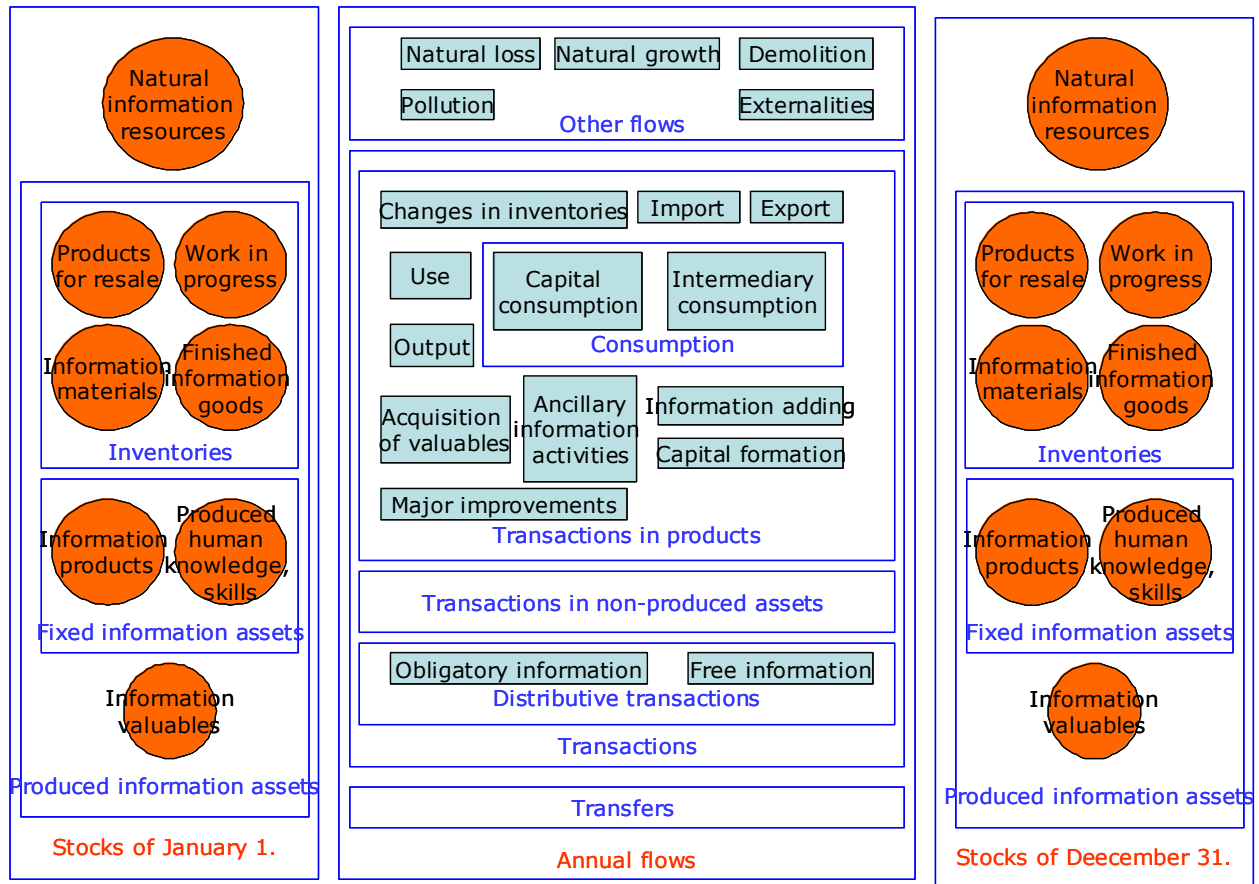 Natural
information
resources
Products
for resale
Work in
progress
Information
materials
Finished
information
goods
Inventories
Information
products
Produced
human
knowledge,
skills
Fixed information assets
Information
valuables
Produced information assets
Stocks of January 1.
Natural loss
Natural growth
Demolition
Pollution
Externalities
Other flows
Changes in inventories
Import
Export
Use
Capital
consumption
Intermediary
consumption
Output
Consumption
Acquisition
of valuables
Ancillary
information
activities
Information adding
Capital formation
Major improvements
Transactions in products
Transactions in non-produced assets
Obligatory information
Free information
Distributive transactions
Transactions
Transfers
Annual flows
Natural
information
resources
Products
for resale
Work in
progress
Information
materials
Finished
information
goods
Inventories
Information
products
Produced
human
knowledge,
skills
Fixed information assets
Information
valuables
Produced information assets
Stocks of Deecember 31.